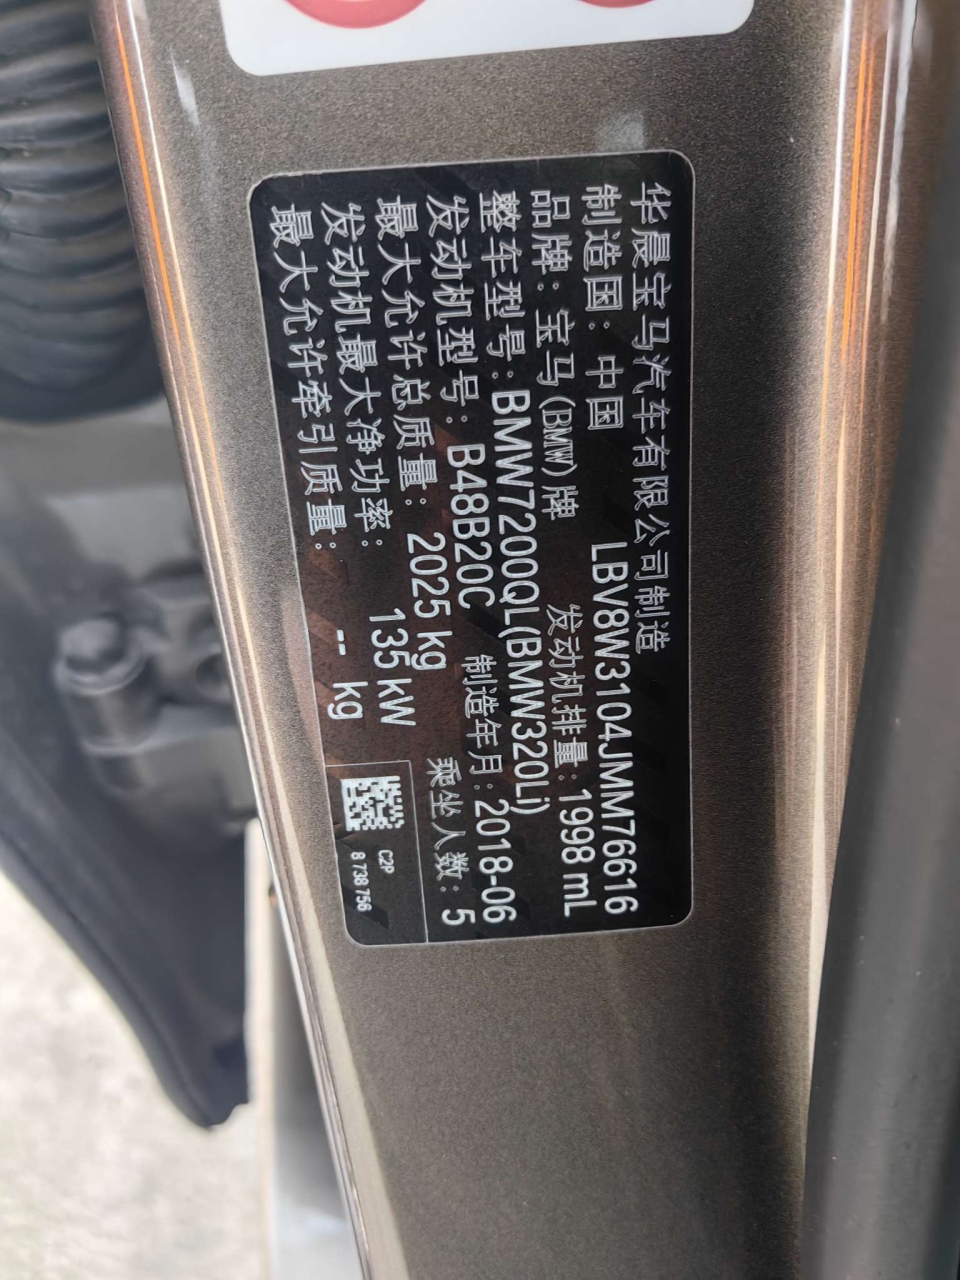 华晨宝马汽车有限公司制造
制造国：中国 LBV8W3104JMM76616
品牌：宝马(BMW)牌 发动机排量：1998 mL
整车型号：BMW7200QL(BMW320Li)
发动机型号：B48B20C 制造年月：2018-06
最大允许总质量：2025 kg 乘坐人数：5
发动机最大净功率：135 kW
最大允许牵引质量：-- kg
C2P
8 738 756